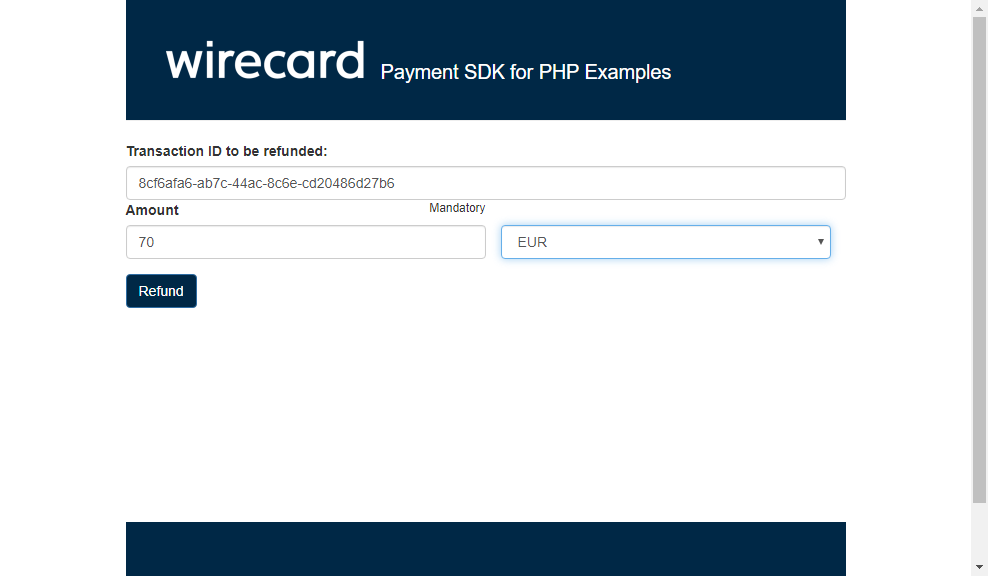 wirecard Payment SDK for PHP Examples
Transaction ID to be refunded:
8cf6afa6-ab7c-44ac-8c6e-cd20486d27b6
Amount Mandatory
70 EUR
Refund